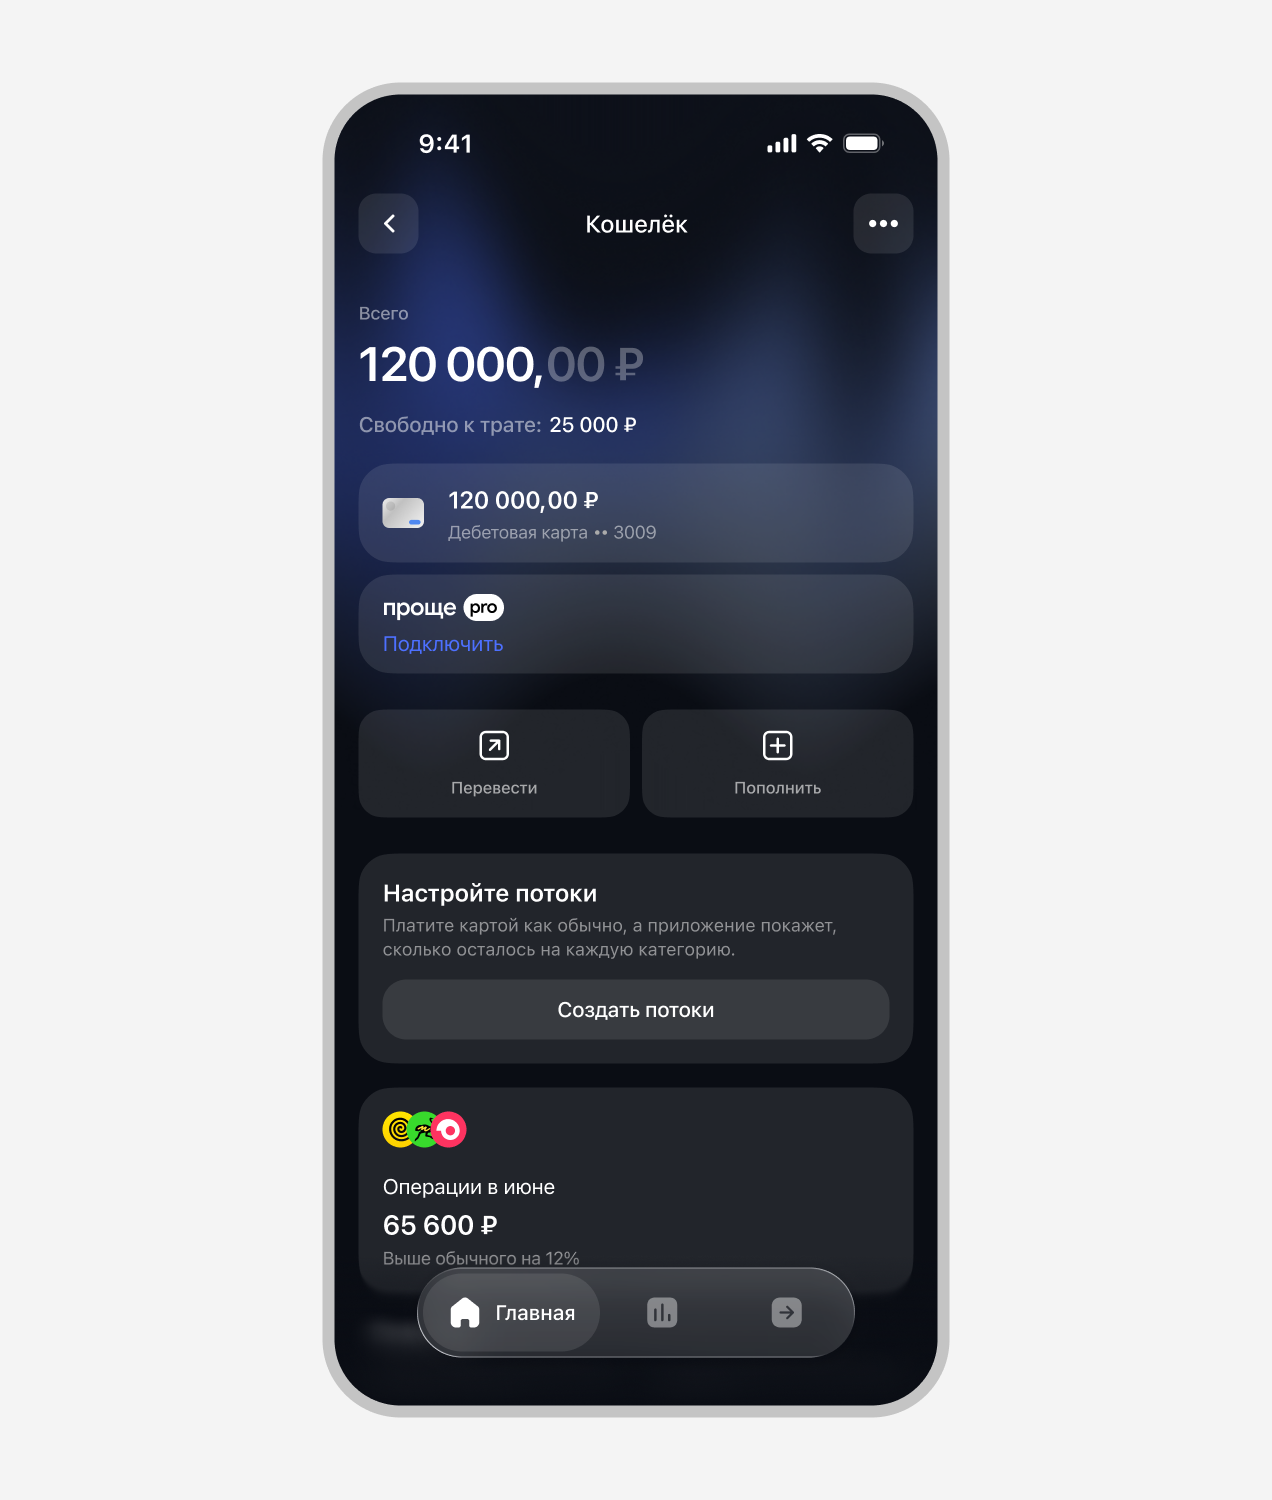 9:41
Кошелёк
Всего
120 000,00 ₽
Свободно к трате: 25 000 ₽
120 000,00 ₽
Дебетовая карта •• 3009
проще pro
Подключить
Перевести
Пополнить
Настройте потоки
Платите картой как обычно, а приложение покажет,
сколько осталось на каждую категорию.
Создать потоки
Операции в июне
65 600 ₽
Выше обычного на 12%
Главная